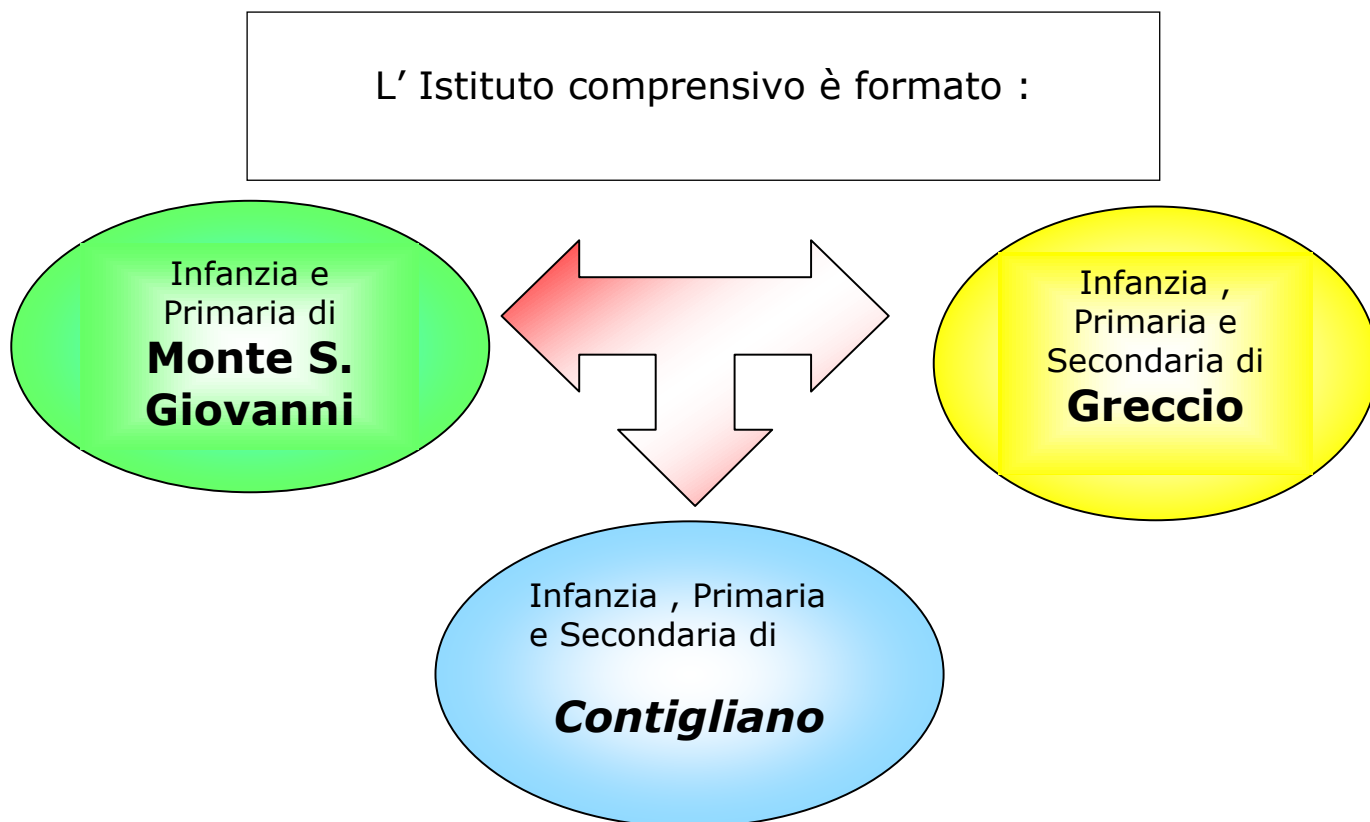 L’ Istituto comprensivo è formato :
Infanzia e
Primaria di
Monte S.
Giovanni
Infanzia ,
Primaria e
Secondaria di
Greccio
Infanzia , Primaria
e Secondaria di
Contigliano